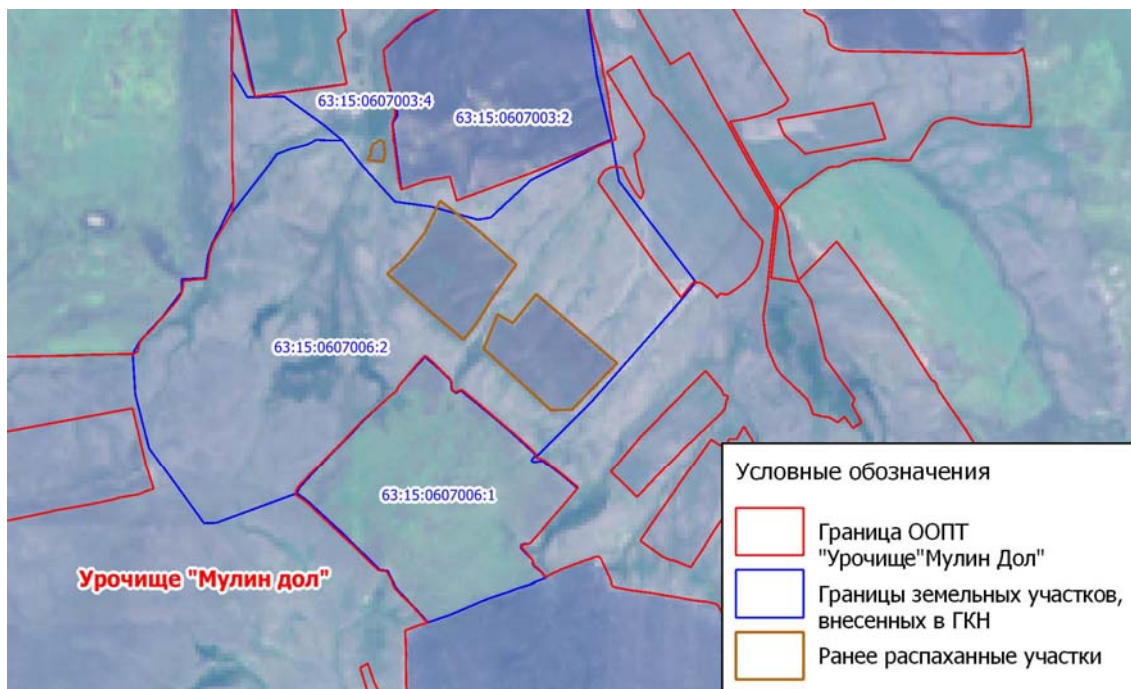 63:15:0607003:4
63:15:0607003:2
63:15:0607006:2
63:15:0607006:1
Урочище "Мулин дол"
Условные обозначения
Граница ООПТ
"Урочище"Мулин Дол"
Границы земельных участков,
внесенных в ГКН
Ранее распаханные участки